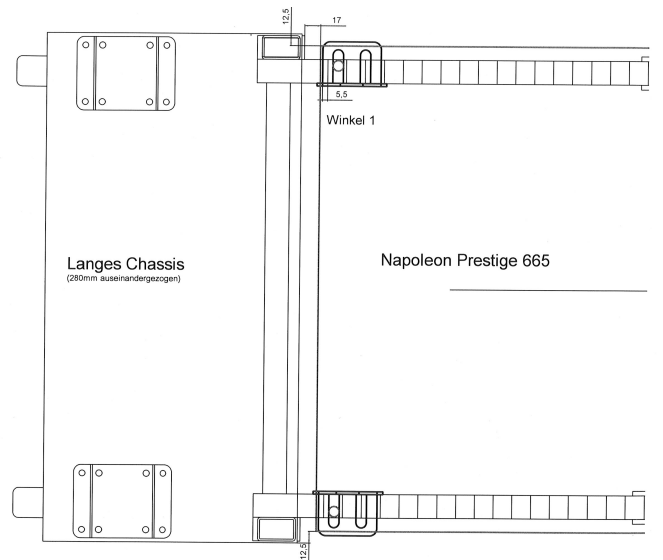 12,5
17
5,5
Winkel 1
Langes Chassis
(280mm auseinandergezogen)
Napoleon Prestige 665
12,5